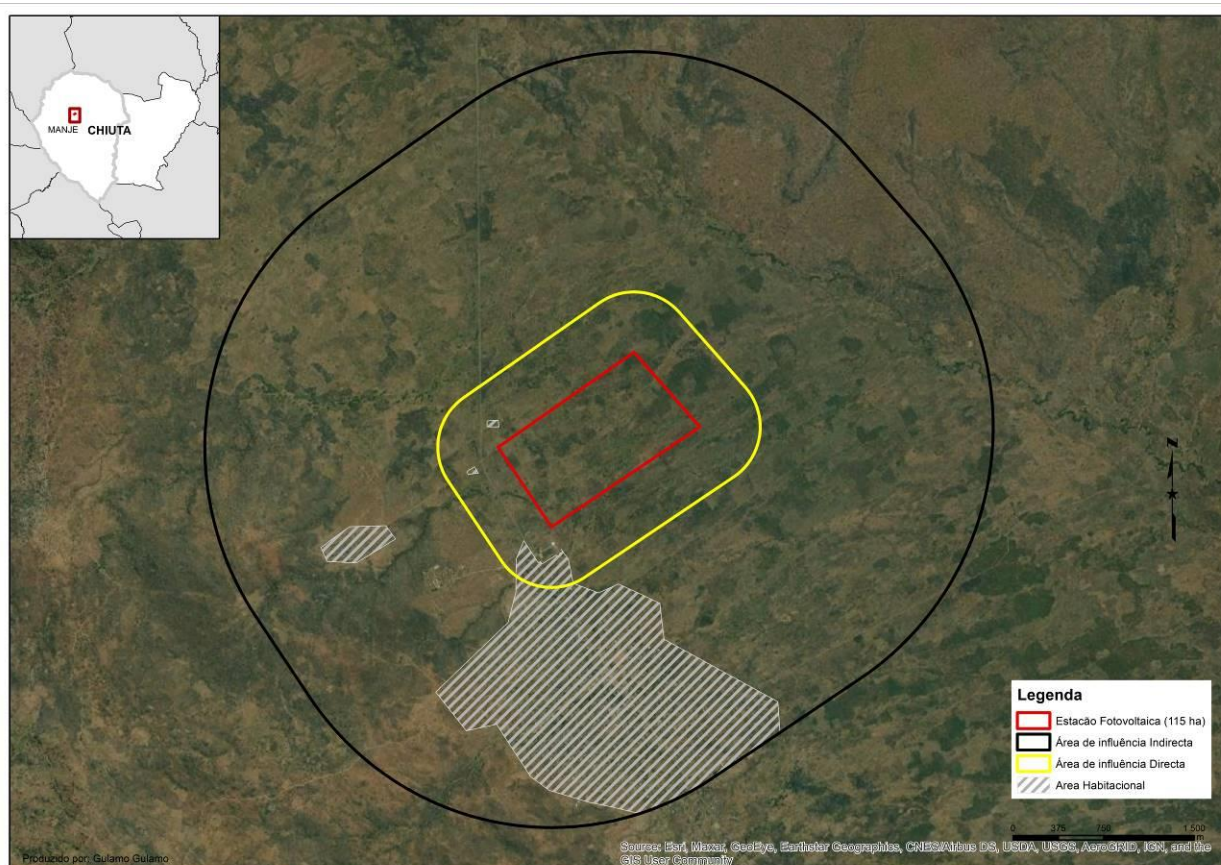 MANJE
CHIUTA
N
Legenda
Estacão Fotovoltaica (115 ha)
Área de influência Indirecta
Área de influência Directa
Area Habitacional
0 375 750 1.500
m
Produzido por: Gulamo Gulamo
Source: Esri, Maxar, GeoEye, Earthstar Geographics, CNES/Airbus DS, USDA, USGS, AeroGRID, IGN, and the
GIS User Community